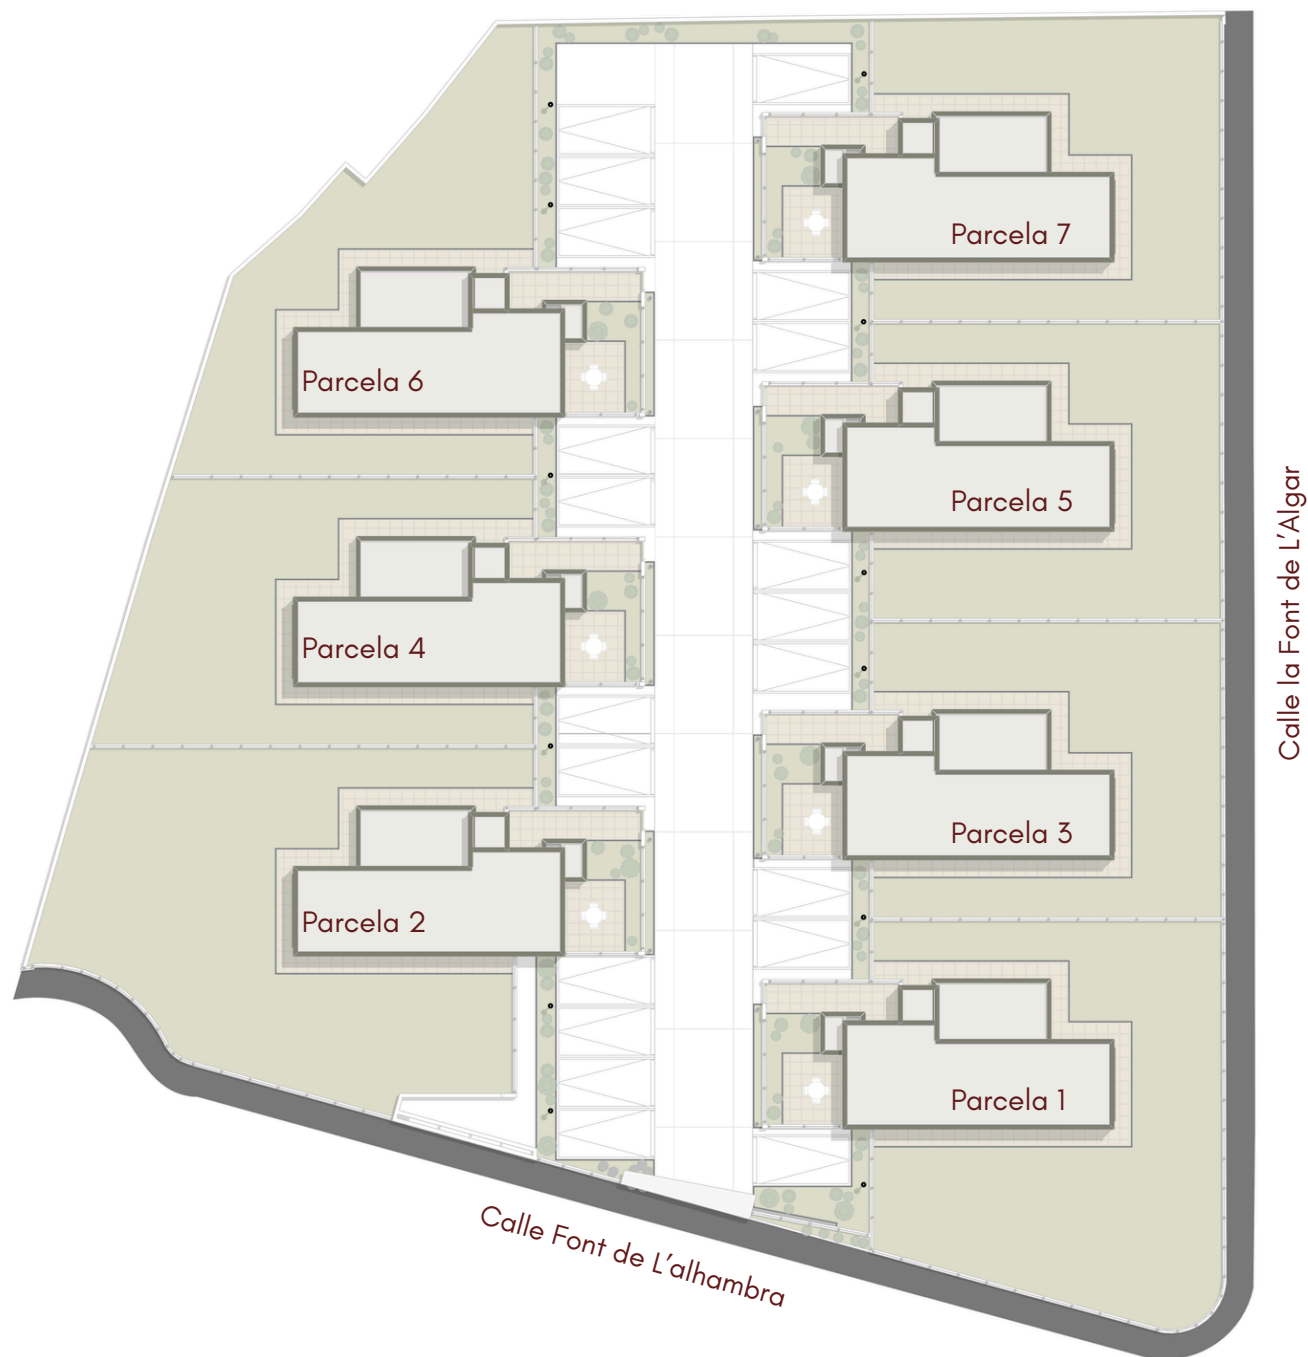 Parcela 7
Parcela 6
Parcela 5
Calle la Font de L'Algar
Parcela 4
Parcela 3
Parcela 2
Parcela 1
Calle Font de L'alhambra